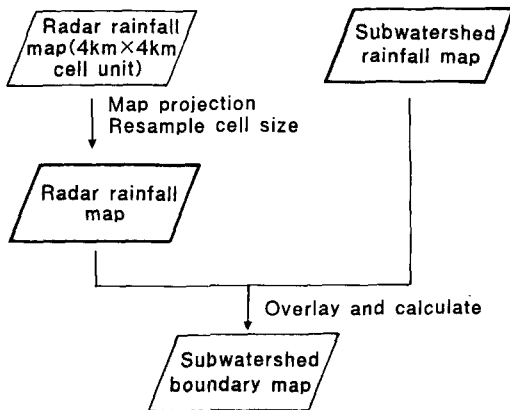 Radar rainfall
map(4km×4km
cell unit)
Subwatershed
rainfall map
Map projection
Resample cell size
Radar rainfall
map
Overlay and calculate
Subwatershed
boundary map